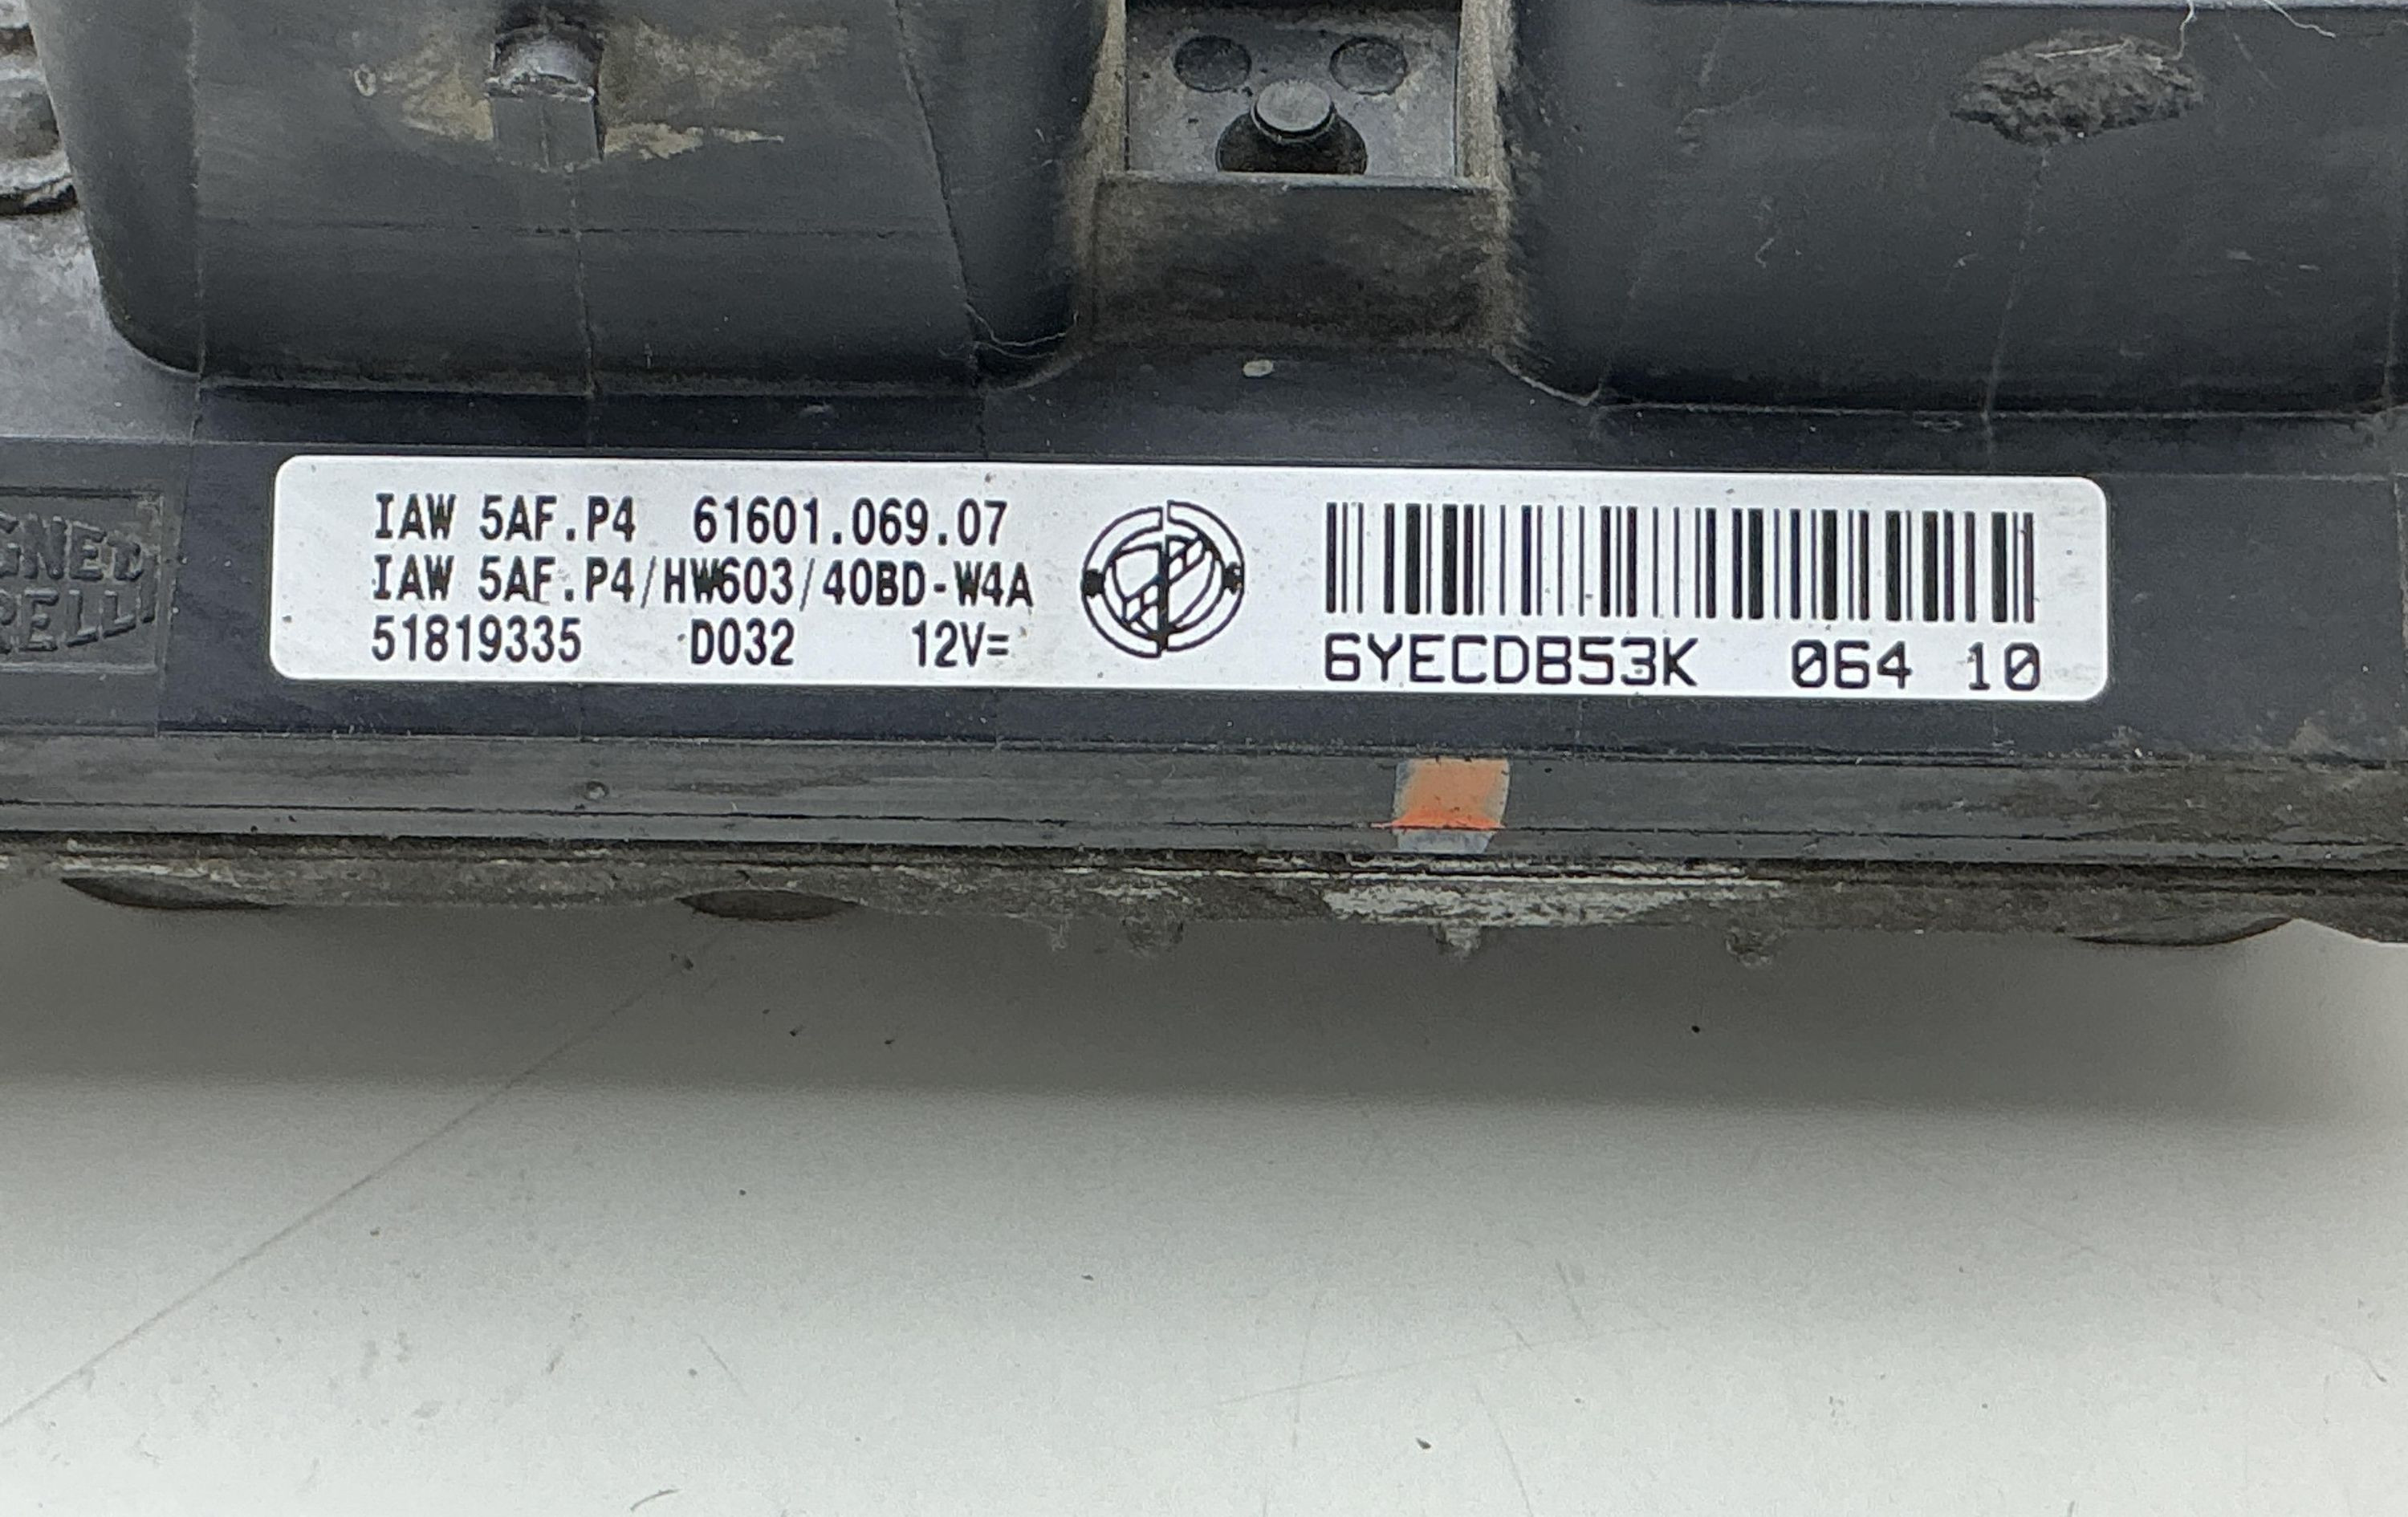 IAW 5AF.P4 61601.069.07
IAW 5AF.P4/HW603/40BD-W4A
51819335 D032 12V=
6YECDB53K 064 10